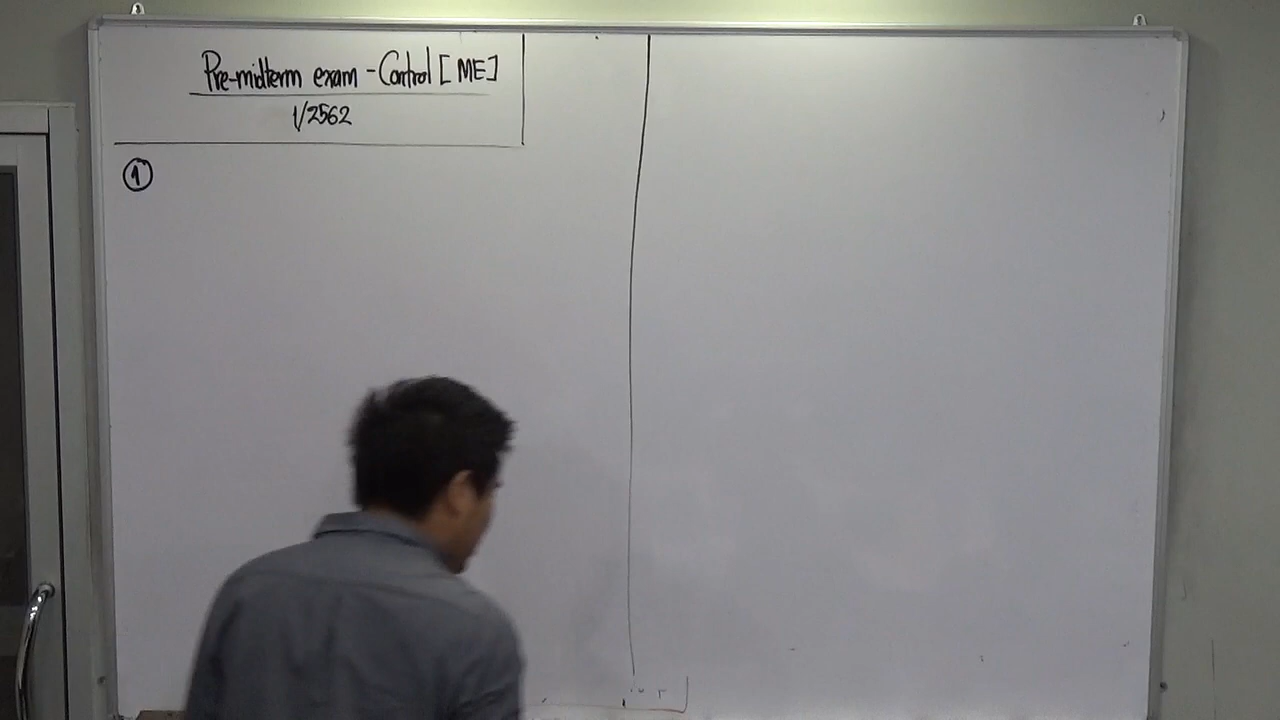 Pre-midterm exam - Control [ME]
1/2562
①